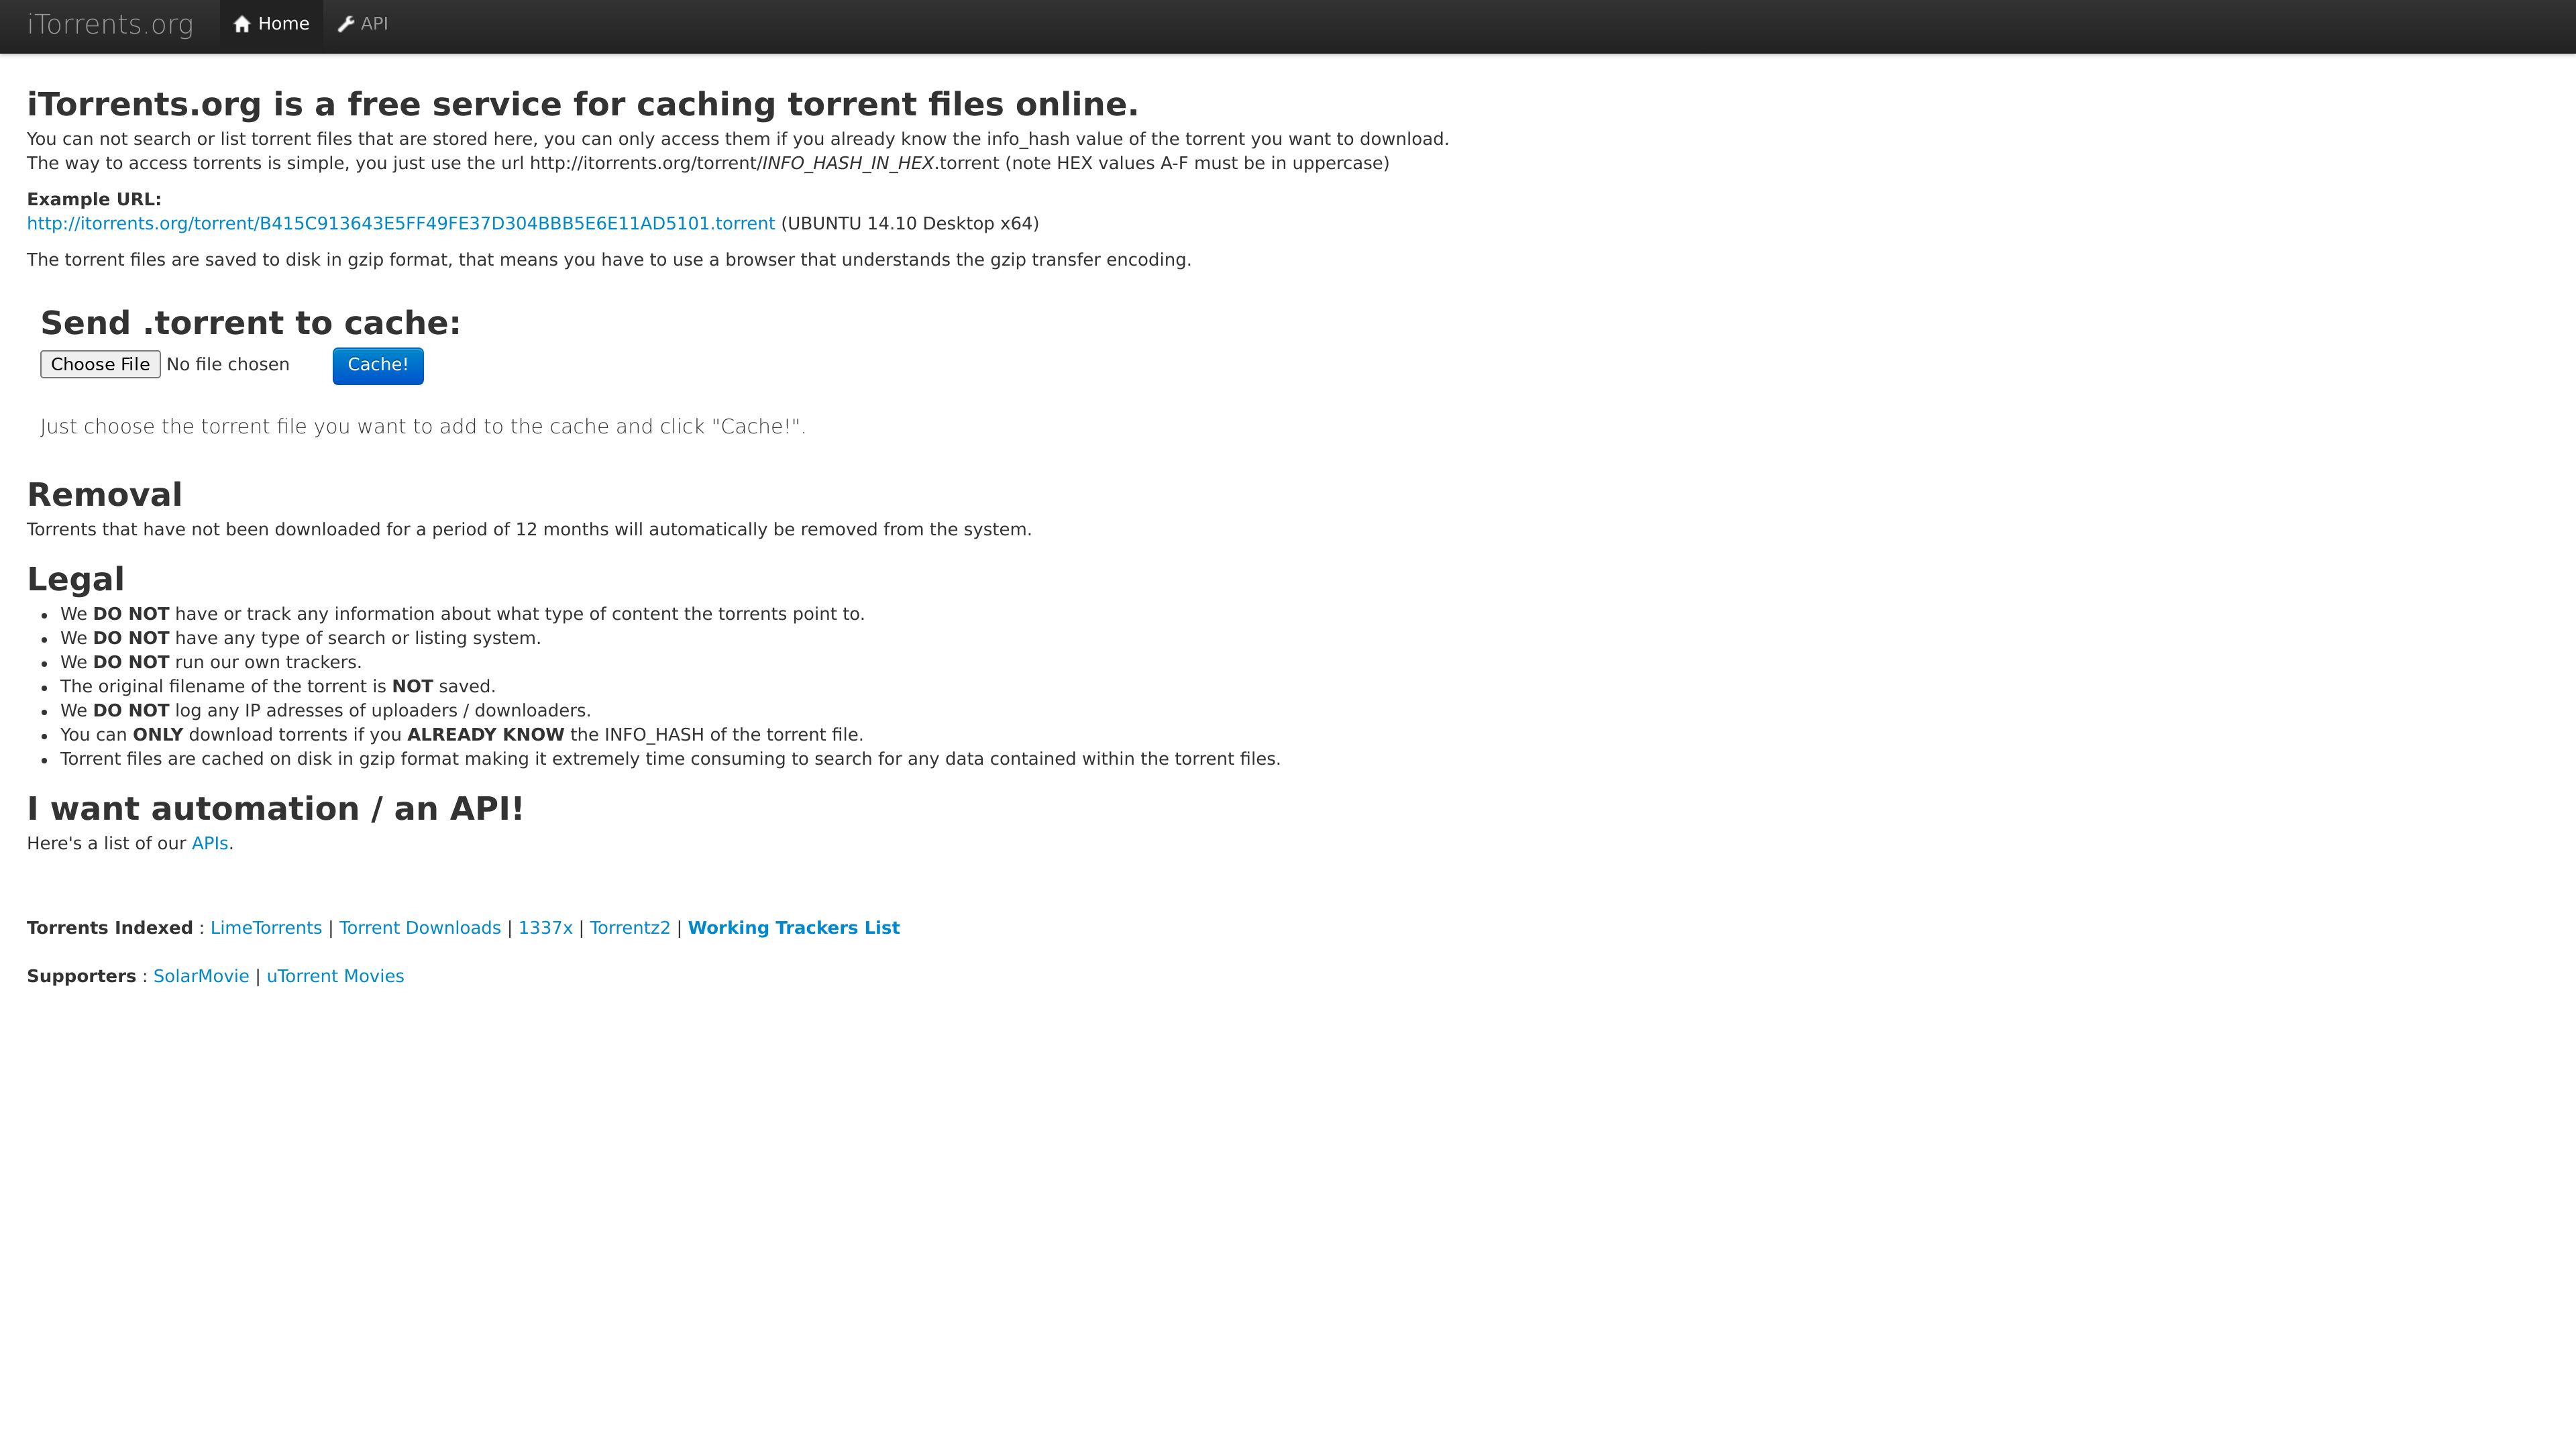 iTorrents.org Home API
iTorrents.org is a free service for caching torrent files online.
You can not search or list torrent files that are stored here, you can only access them if you already know the info_hash value of the torrent you want to download.
The way to access torrents is simple, you just use the url http://itorrents.org/torrent/INFO_HASH_IN_HEX.torrent (note HEX values A-F must be in uppercase)
Example URL:
http://itorrents.org/torrent/B415C913643E5FF49FE37D304BBB5E6E11AD5101.torrent (UBUNTU 14.10 Desktop x64)
The torrent files are saved to disk in gzip format, that means you have to use a browser that understands the gzip transfer encoding.
Send .torrent to cache:
Choose File No file chosen Cache!
Just choose the torrent file you want to add to the cache and click "Cache!".
Removal
Torrents that have not been downloaded for a period of 12 months will automatically be removed from the system.
Legal
• We DO NOT have or track any information about what type of content the torrents point to.
• We DO NOT have any type of search or listing system.
• We DO NOT run our own trackers.
• The original filename of the torrent is NOT saved.
• We DO NOT log any IP adresses of uploaders / downloaders.
• You can ONLY download torrents if you ALREADY KNOW the INFO_HASH of the torrent file.
• Torrent files are cached on disk in gzip format making it extremely time consuming to search for any data contained within the torrent files.
I want automation / an API!
Here's a list of our APIs.
Torrents Indexed : LimeTorrents | Torrent Downloads | 1337x | Torrentz2 | Working Trackers List
Supporters : SolarMovie | uTorrent Movies